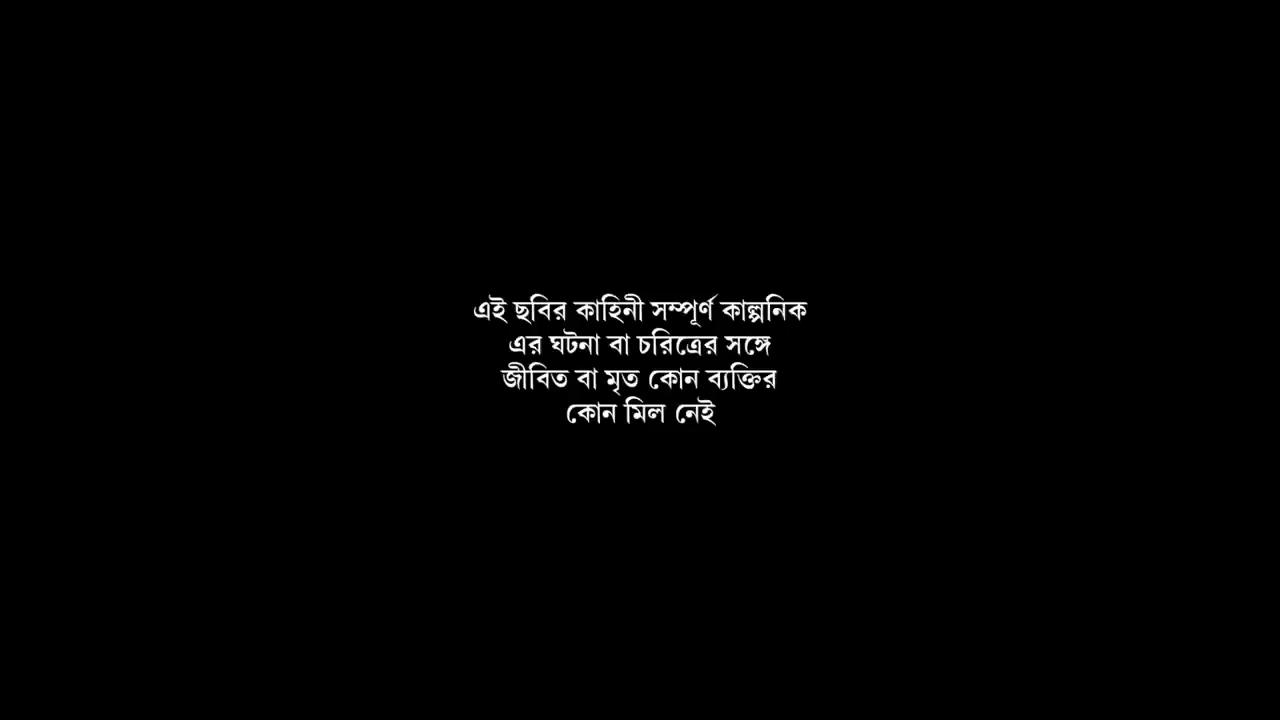 এই ছবির কাহিনী সম্পূর্ণ কাল্পনিক
এর ঘটনা বা চরিত্রের সঙ্গে
জীবিত বা মৃত কোন ব্যক্তির
কোন মিল নেই